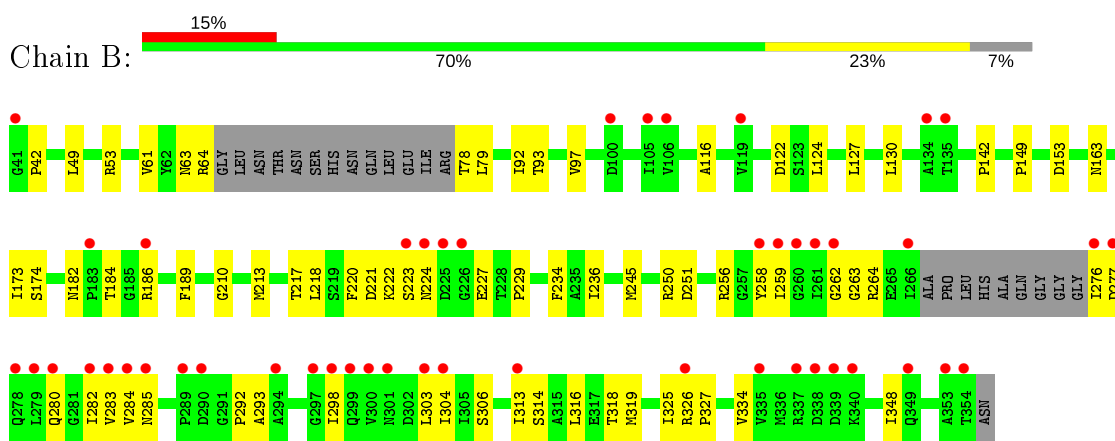 15%
Chain B:
70% 23% 7%
G41 P42 L49 R53 V61 Y62 N63 R64 GLY LEU ASN THR ASN SER HIS ASN GLN LEU GLU ILE ARG T78 L79 I92 T93 V97 D100 I105 V106 A116 V119 D122 S123 L124 L127 L130 A134 T135 P142 P149 D153 N163
I173 S174 N182 P183 T184 G185 R186 F189 G210 M213 T217 L218 S219 F220 D221 K222 S223 N224 D225 G226 E227 T228 P229 F234 A235 I236 M245 R250 D251 R256 G257 Y258 I259 G260 I261 G262 G263 R264 E265 I266 ALA PRO LEU HIS ALA GLN GLY GLY GLY I276 P277
Q278 L279 Q280 G281 I282 V283 V284 N285 P289 D290 G291 P292 A293 A294 G297 I298 Q299 V300 N301 D302 L303 I304 I305 S306 I313 S314 A315 L316 E317 T318 M319 I325 R326 P327 V334 V335 M336 R337 D338 D339 K340 I348 Q349 A353 T354 ASN